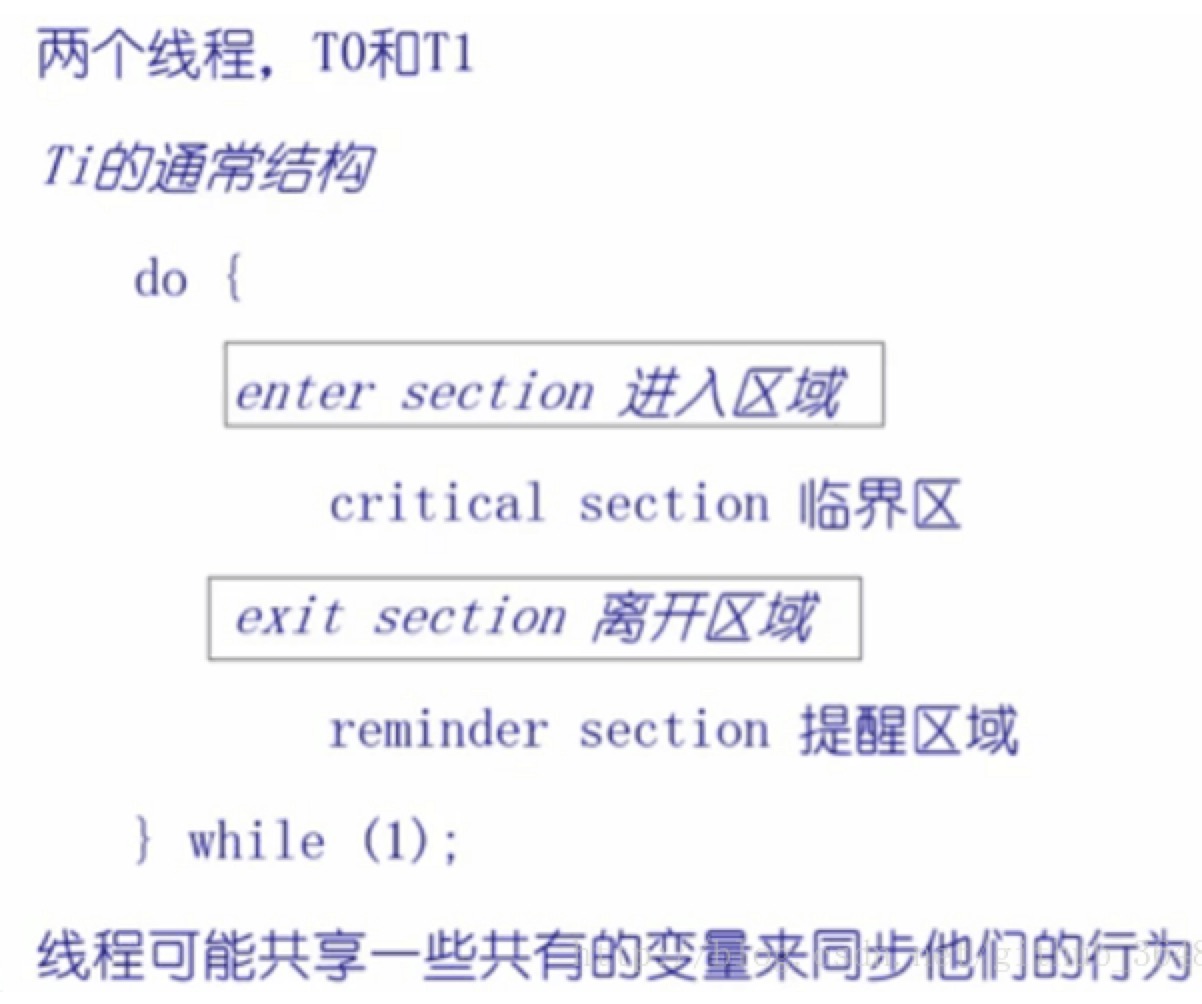 两个线程，T0和T1
Ti的通常结构
do {
enter section 进入区域
critical section 临界区
exit section 离开区域
reminder section 提醒区域
} while (1);
线程可能共享一些共有的变量来同步他们的行为